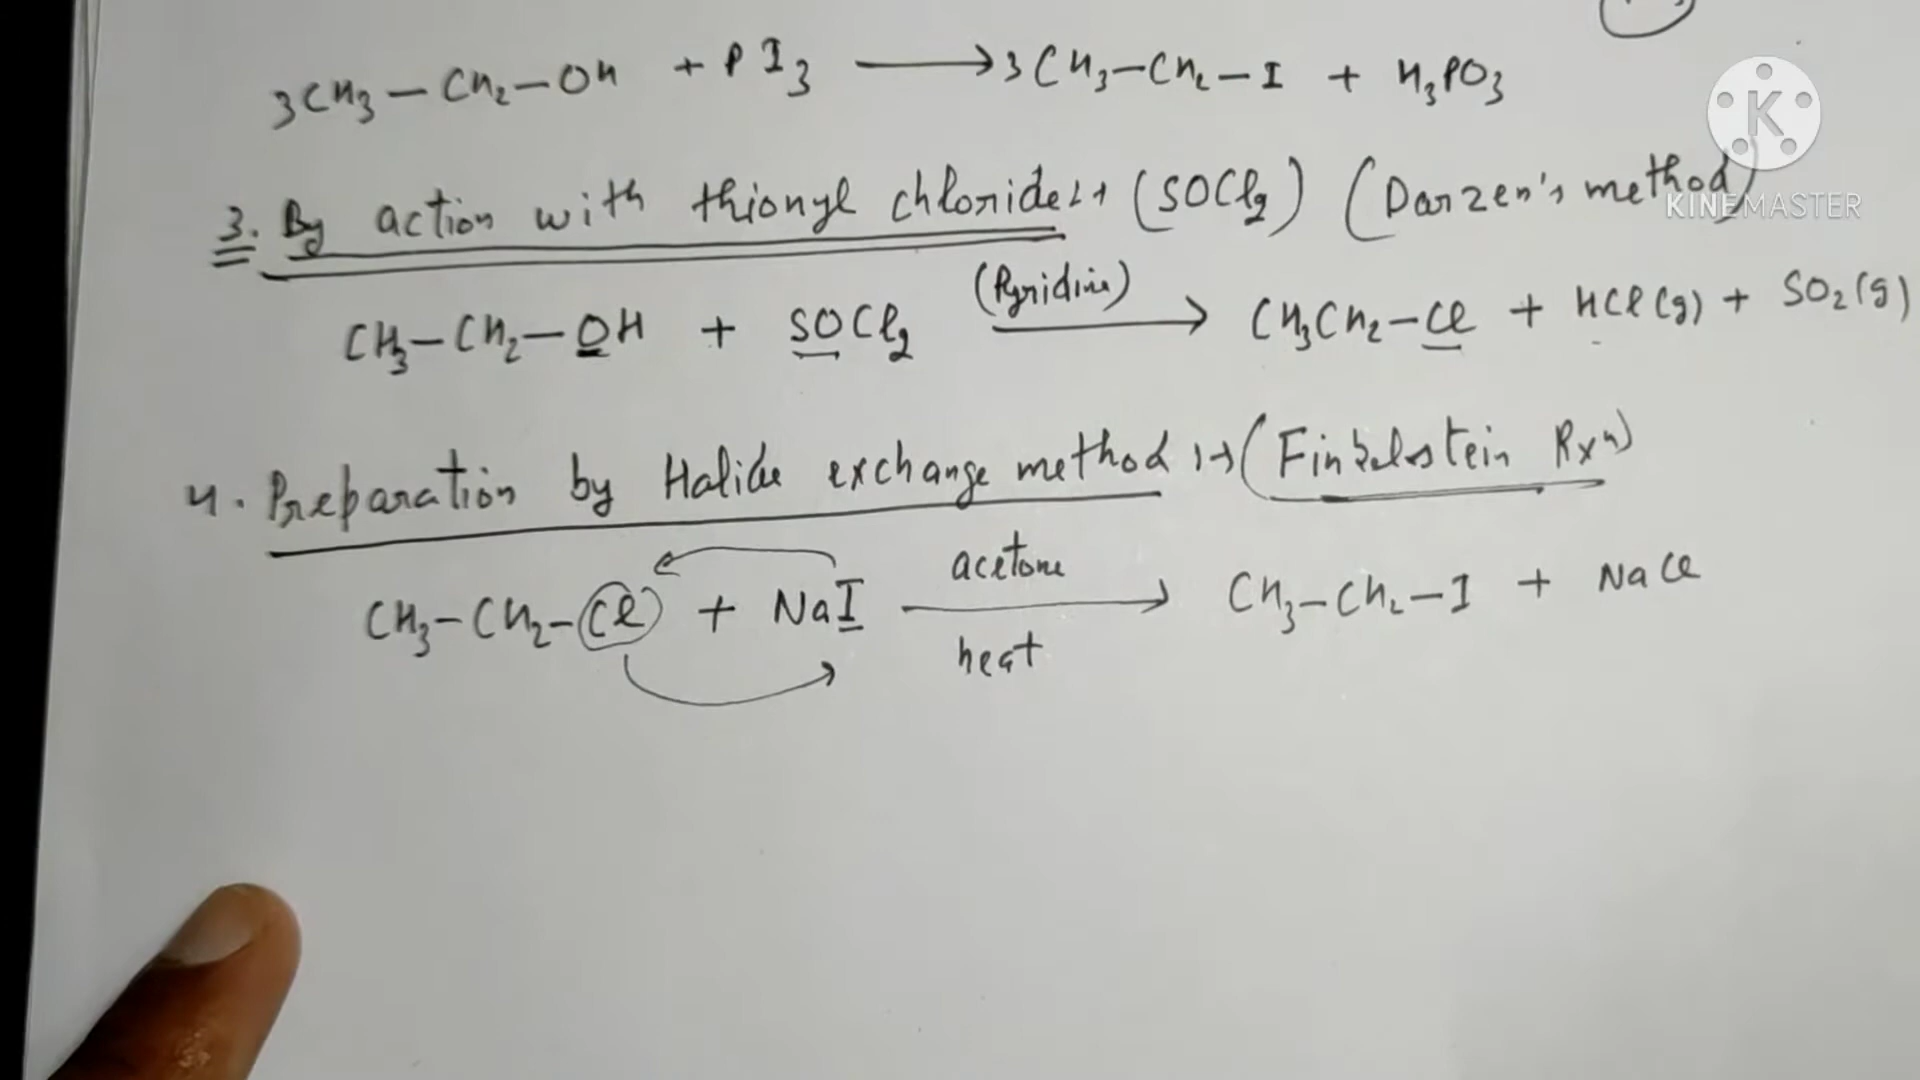 3CH3-CH2-OH + PI3 ⟶ 3CH3-CH2-I + H3PO3
K
KINEMASTER
3. By action with thionyl chloride:→ (SOCl2) (Darzen's method)
(Pyridine)
CH3-CH2-OH + SOCl2 ⟶ CH3CH2-Cl + HCl(g) + SO2(g)
4. Preparation by Halide exchange method :→ (Finkelstein Rxn)
acetone
CH3-CH2-Cl + NaI ⟶ CH3-CH2-I + NaCl
heat